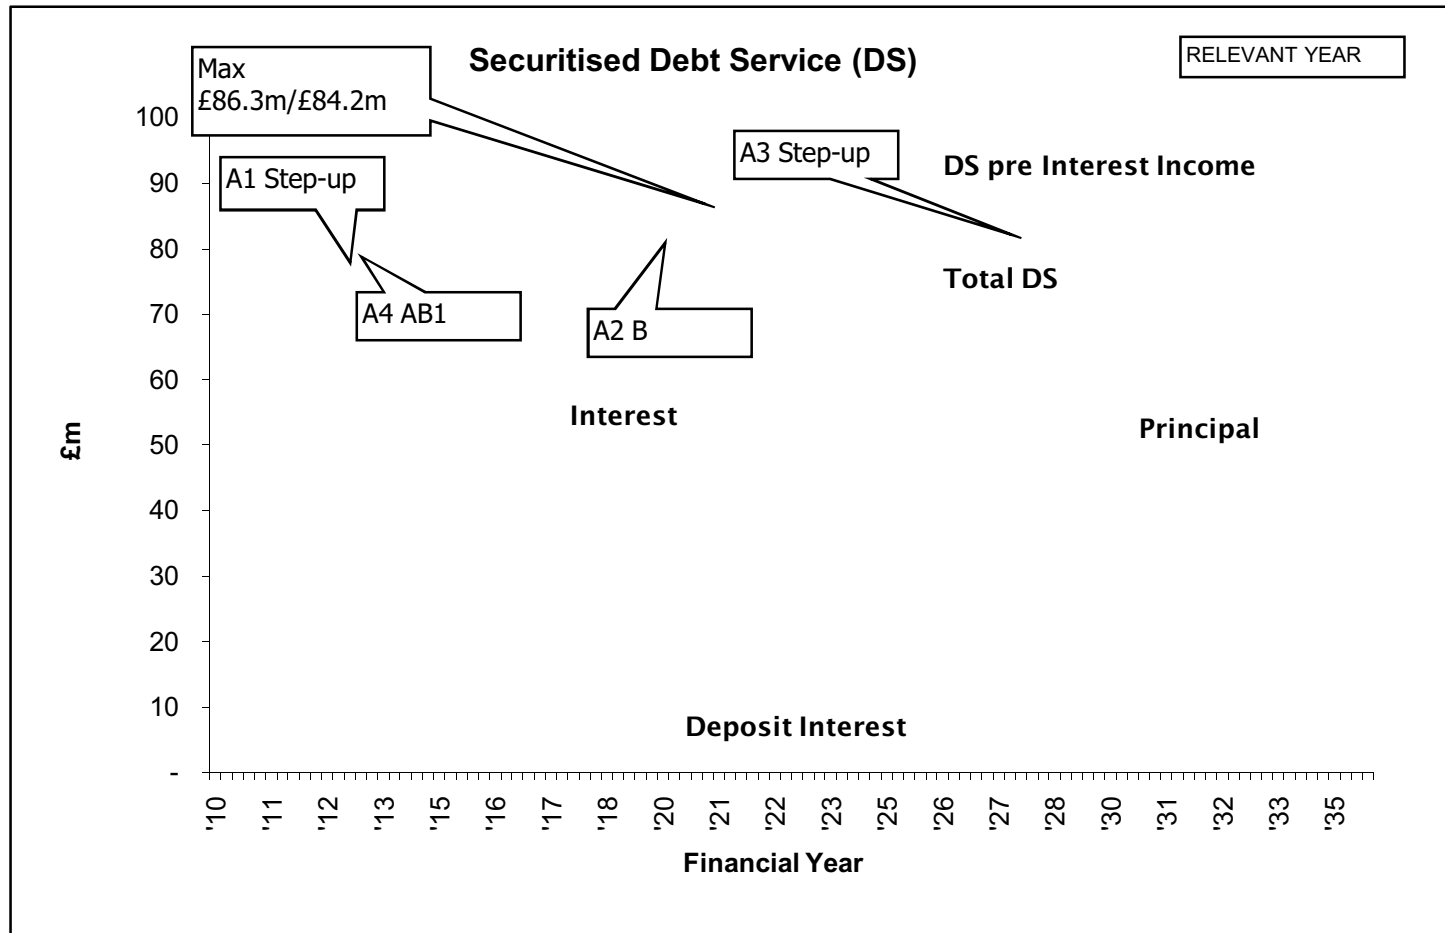 Securitised Debt Service (DS)
RELEVANT YEAR
Max
£86.3m/£84.2m
100
A3 Step-up
DS pre Interest Income
A1 Step-up
90
80
Total DS
A4 AB1
70
A2 B
60
Interest
Principal
50
£m
40
30
20
10
Deposit Interest
-
'10 '11 '12 '13 '15 '16 '17 '18 '20 '21 '22 '23 '25 '26 '27 '28 '30 '31 '32 '33 '35
Financial Year